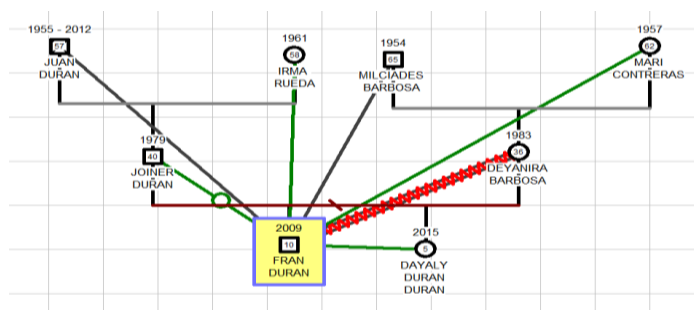 1955 - 2012
57
JUAN
DURAN
1961
58
IRMA
RUEDA
1954
65
MILCIADES
BARBOSA
1957
62
MARI
CONTRERAS
1979
40
JOINER
DURAN
1983
36
DEYANIRA
BARBOSA
2009
10
FRAN
DURAN
2015
5
DAYALY
DURAN
DURAN